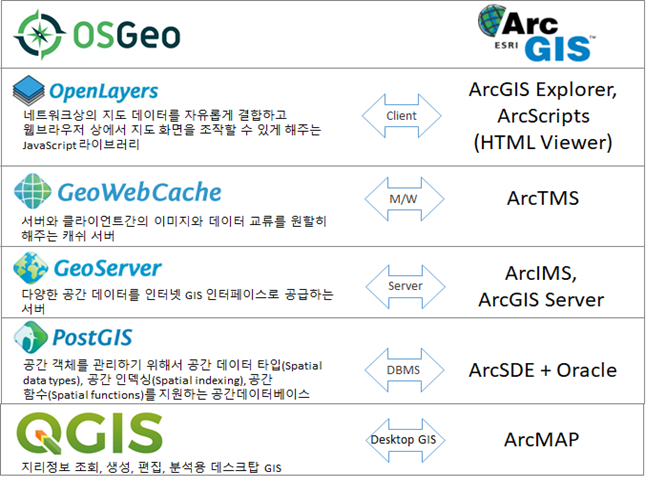 OSGeo
Arc
ESRI GIS™
OpenLayers
네트워크상의 지도 데이터를 자유롭게 결합하고
웹브라우저 상에서 지도 화면을 조작할 수 있게 해주는
JavaScript 라이브러리
Client
ArcGIS Explorer,
ArcScripts
(HTML Viewer)
GeoWebCache
서버와 클라이언트간의 이미지와 데이터 교류를 원할히
해주는 캐쉬 서버
M/W
ArcTMS
GeoServer
다양한 공간 데이터를 인터넷 GIS 인터페이스로 공급하는
서버
Server
ArcIMS,
ArcGIS Server
PostGIS
공간 객체를 관리하기 위해서 공간 데이터 타입(Spatial
data types), 공간 인덱싱(Spatial indexing), 공간
함수(Spatial functions)를 지원하는 공간데이터베이스
DBMS
ArcSDE + Oracle
QGIS
지리정보 조회, 생성, 편집, 분석용 데스크탑 GIS
Desktop GIS
ArcMAP